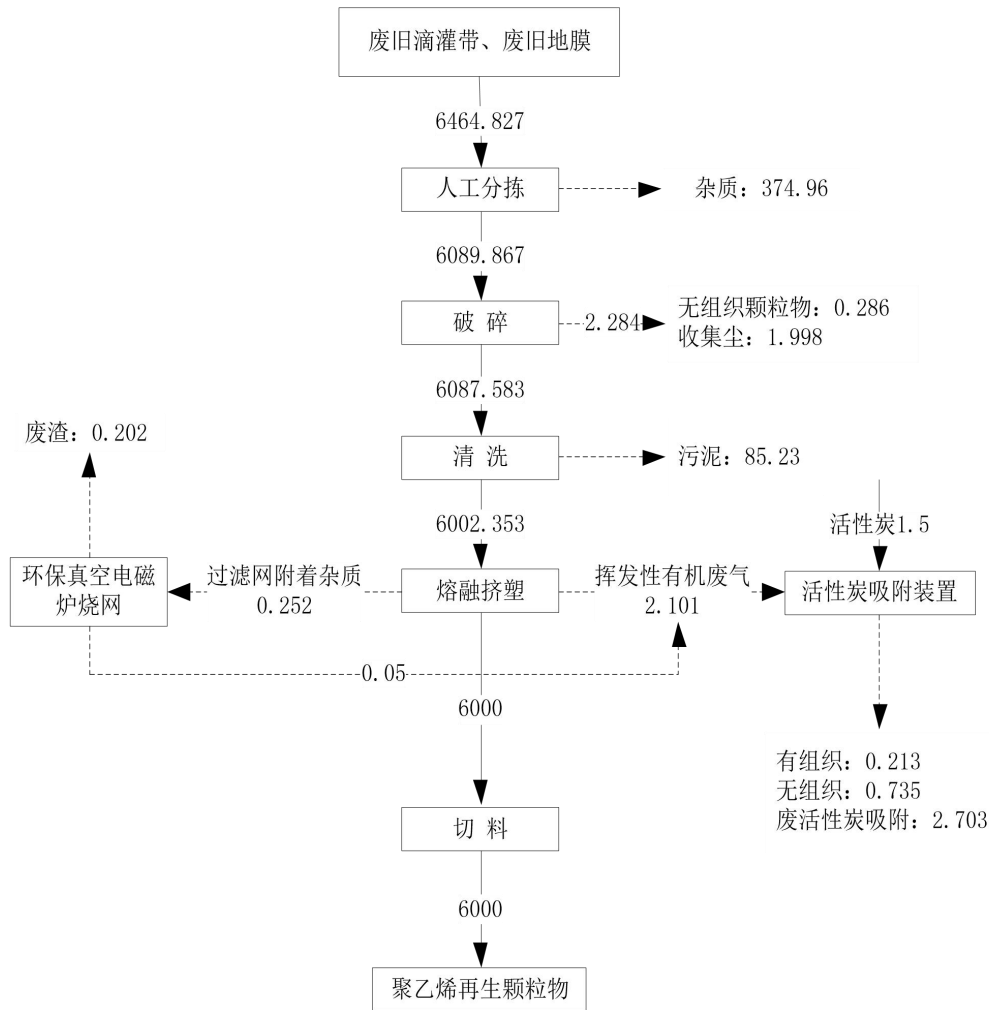 废旧滴灌带、废旧地膜
6464.827
人工分拣
杂质：374.96
6089.867
破 碎
2.284
无组织颗粒物：0.286
收集尘：1.998
6087.583
废渣：0.202
清 洗
污泥：85.23
6002.353
活性炭1.5
环保真空电磁
炉烧网
过滤网附着杂质
0.252
熔融挤塑
挥发性有机废气
2.101
活性炭吸附装置
0.05
6000
有组织：0.213
无组织：0.735
废活性炭吸附：2.703
切 料
6000
聚乙烯再生颗粒物